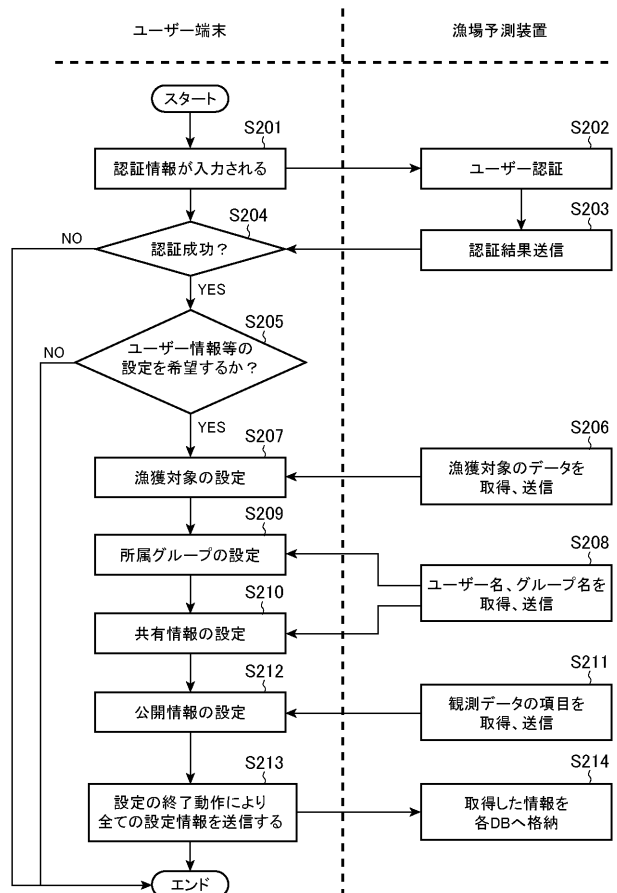 ユーザー端末
漁場予測装置
スタート
S201
認証情報が入力される
S202
ユーザー認証
S203
認証結果送信
S204
認証成功？
NO
YES
S205
ユーザー情報等の
設定を希望するか？
NO
YES
S206
漁獲対象のデータを
取得、送信
S207
漁獲対象の設定
S208
ユーザー名、グループ名を
取得、送信
S209
所属グループの設定
S210
共有情報の設定
S211
観測データの項目を
取得、送信
S212
公開情報の設定
S213
設定の終了動作により
全ての設定情報を送信する
S214
取得した情報を
各DBへ格納
エンド